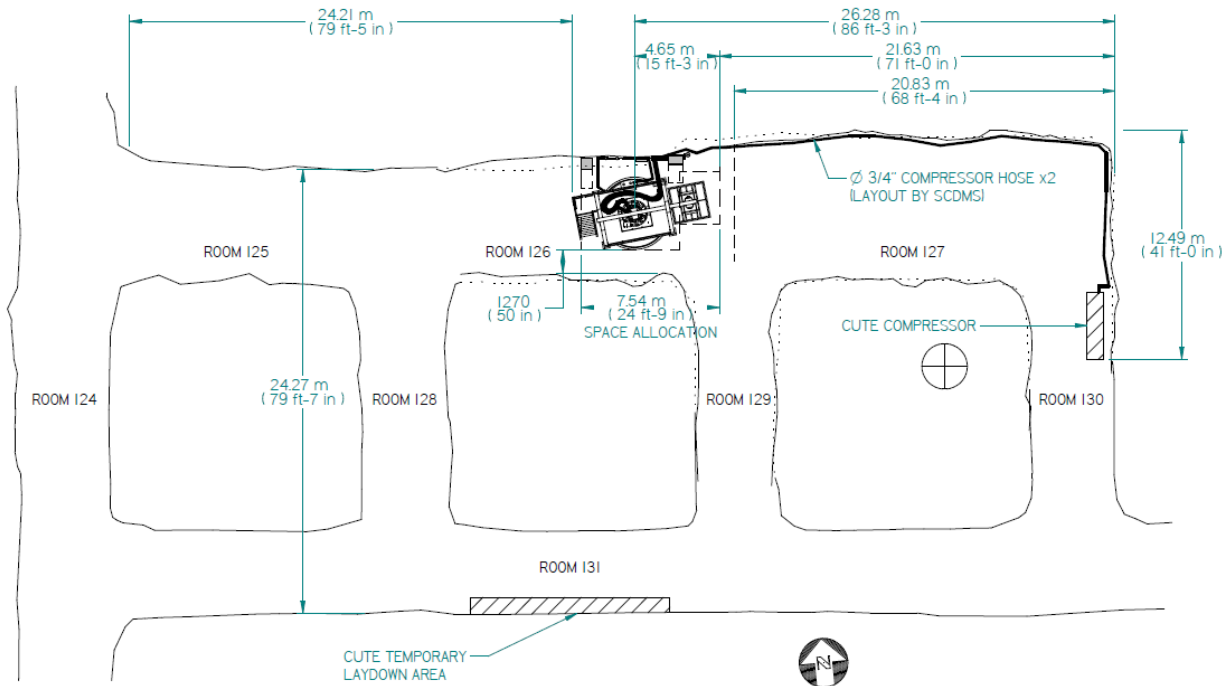 24.21 m
( 79 ft-5 in )
26.28 m
( 86 ft-3 in )
4.65 m
( 15 ft-3 in )
21.63 m
( 71 ft-0 in )
20.83 m
( 68 ft-4 in )
Ø 3/4" COMPRESSOR HOSE x2
(LAYOUT BY SCDMS)
12.49 m
( 41 ft-0 in )
ROOM 125
ROOM 126
ROOM 127
1270
( 50 in )
7.54 m
( 24 ft-9 in )
SPACE ALLOCATION
CUTE COMPRESSOR
24.27 m
( 79 ft-7 in )
ROOM 124
ROOM 128
ROOM 129
ROOM 130
ROOM 131
CUTE TEMPORARY
LAYDOWN AREA
N